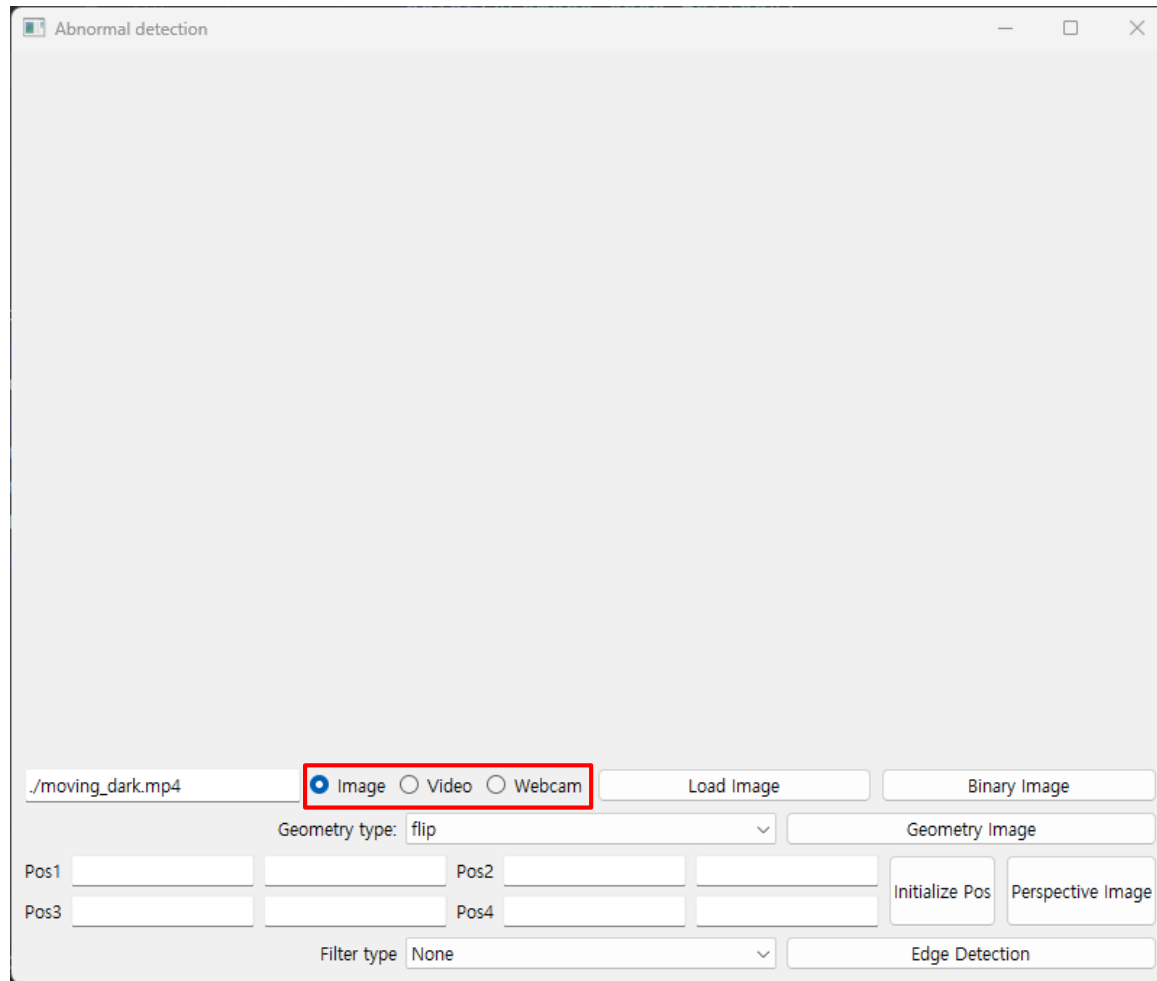 Abnormal detection
./moving_dark.mp4 Image Video Webcam Load Image Binary Image
Geometry type: flip Geometry Image
Pos1 Pos2
Initialize Pos Perspective Image
Pos3 Pos4
Filter type None Edge Detection